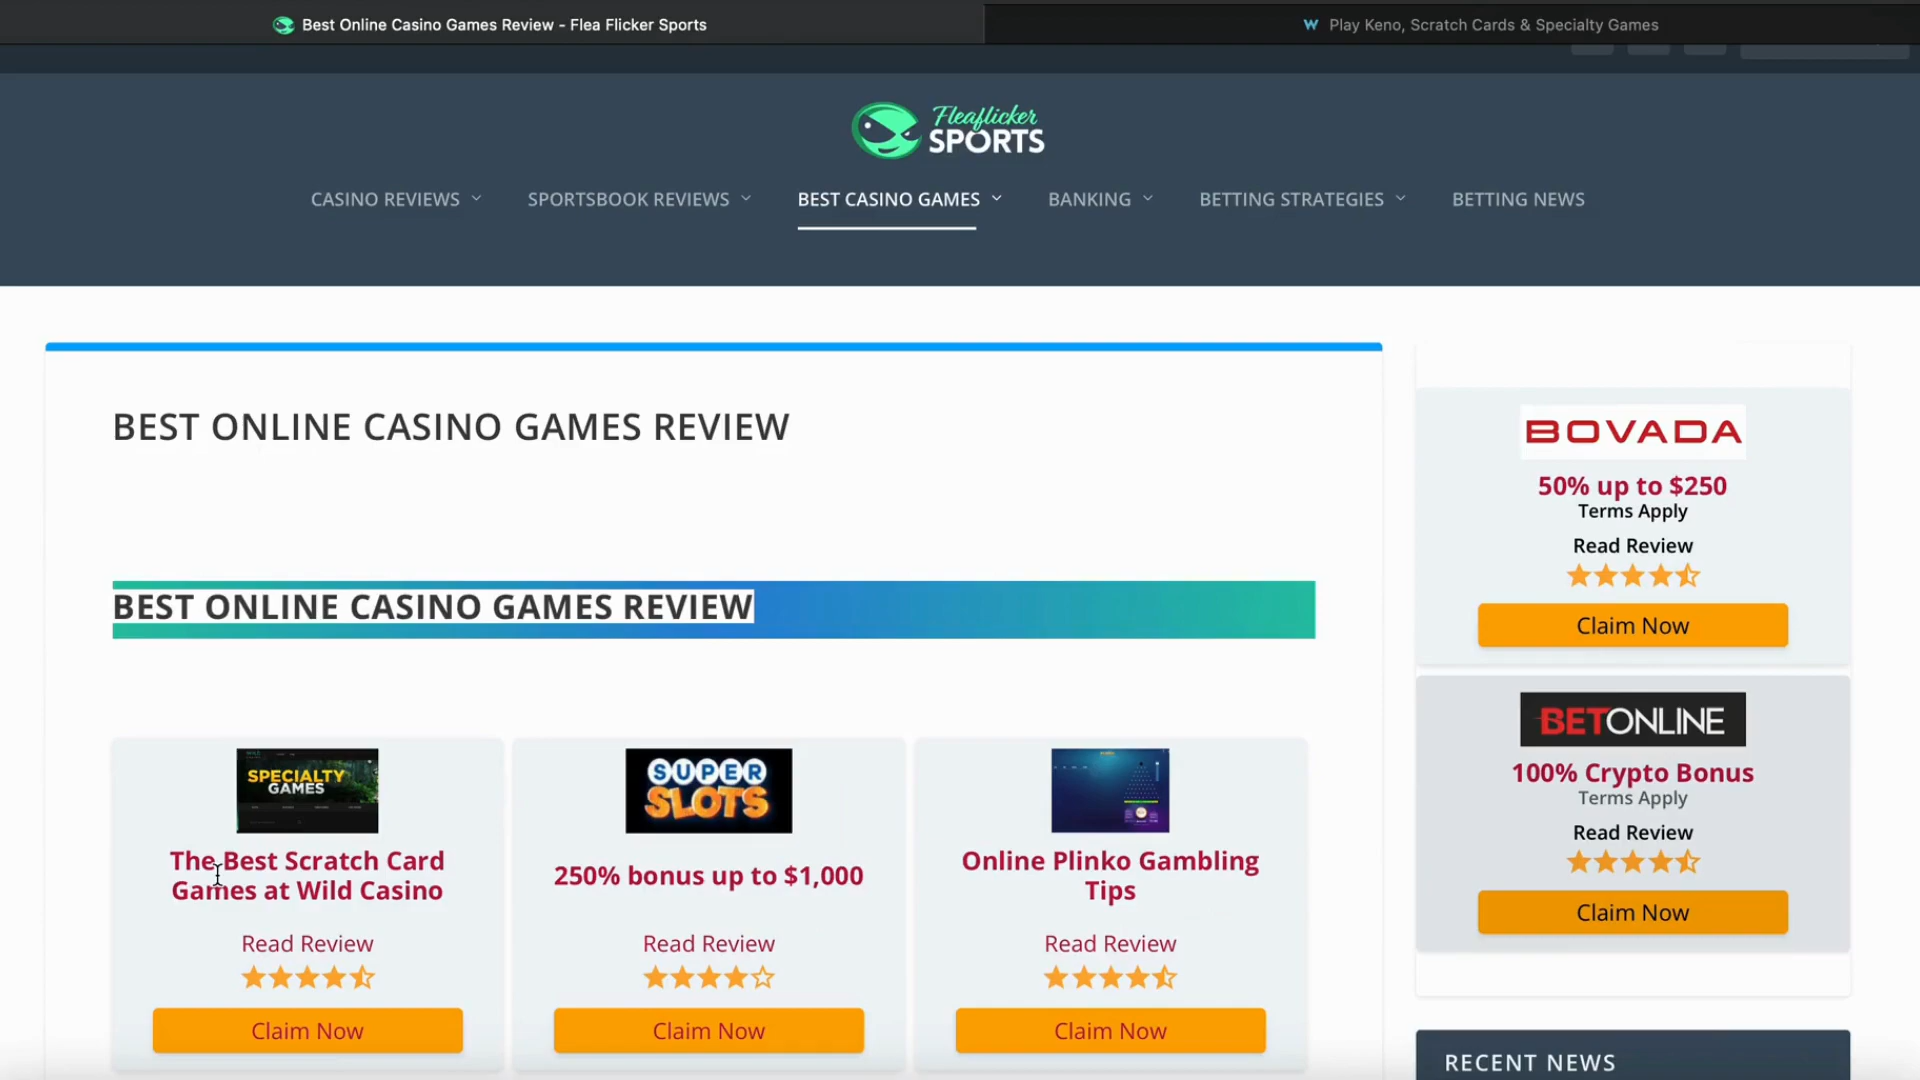 Best Online Casino Games Review - Flea Flicker Sports
W Play Keno, Scratch Cards & Specialty Games
Fleaflicker
SPORTS
CASINO REVIEWS SPORTSBOOK REVIEWS BEST CASINO GAMES BANKING BETTING STRATEGIES BETTING NEWS
BEST ONLINE CASINO GAMES REVIEW
BEST ONLINE CASINO GAMES REVIEW
SPECIALTY
GAMES
The Best Scratch Card
Games at Wild Casino
Read Review
Claim Now
SUPER
SLOTS
250% bonus up to $1,000
Read Review
Claim Now
Online Plinko Gambling
Tips
Read Review
Claim Now
BOVADA
50% up to $250
Terms Apply
Read Review
Claim Now
BETONLINE
100% Crypto Bonus
Terms Apply
Read Review
Claim Now
RECENT NEWS